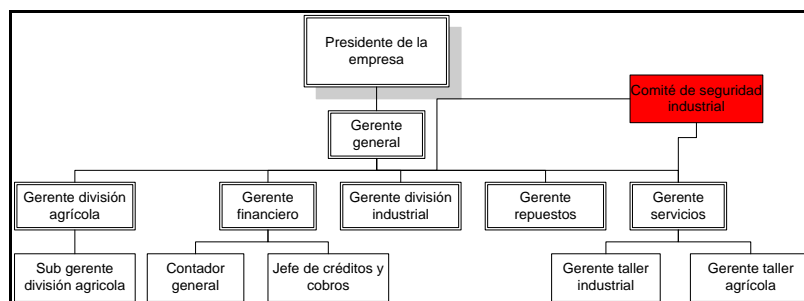 Presidente de la
empresa
Comité de seguridad
industrial
Gerente
general
Gerente división
agrícola
Gerente
financiero
Gerente división
industrial
Gerente
repuestos
Gerente
servicios
Sub gerente
división agricola
Contador
general
Jefe de créditos y
cobros
Gerente taller
industrial
Gerente taller
agrícola